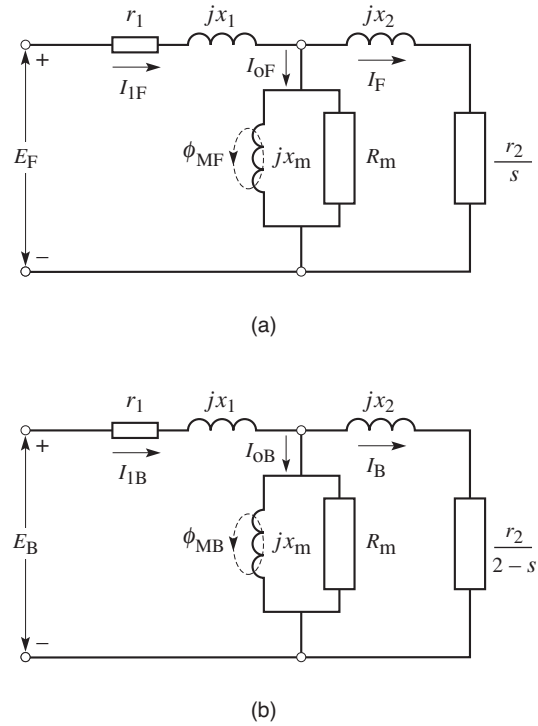 r1 jx1 jx2
+ I1F IoF IF
EF ϕMF jxm Rm r2/s
−
(a)
r1 jx1 jx2
+ I1B IoB IB
EB ϕMB jxm Rm r2/2 − s
−
(b)